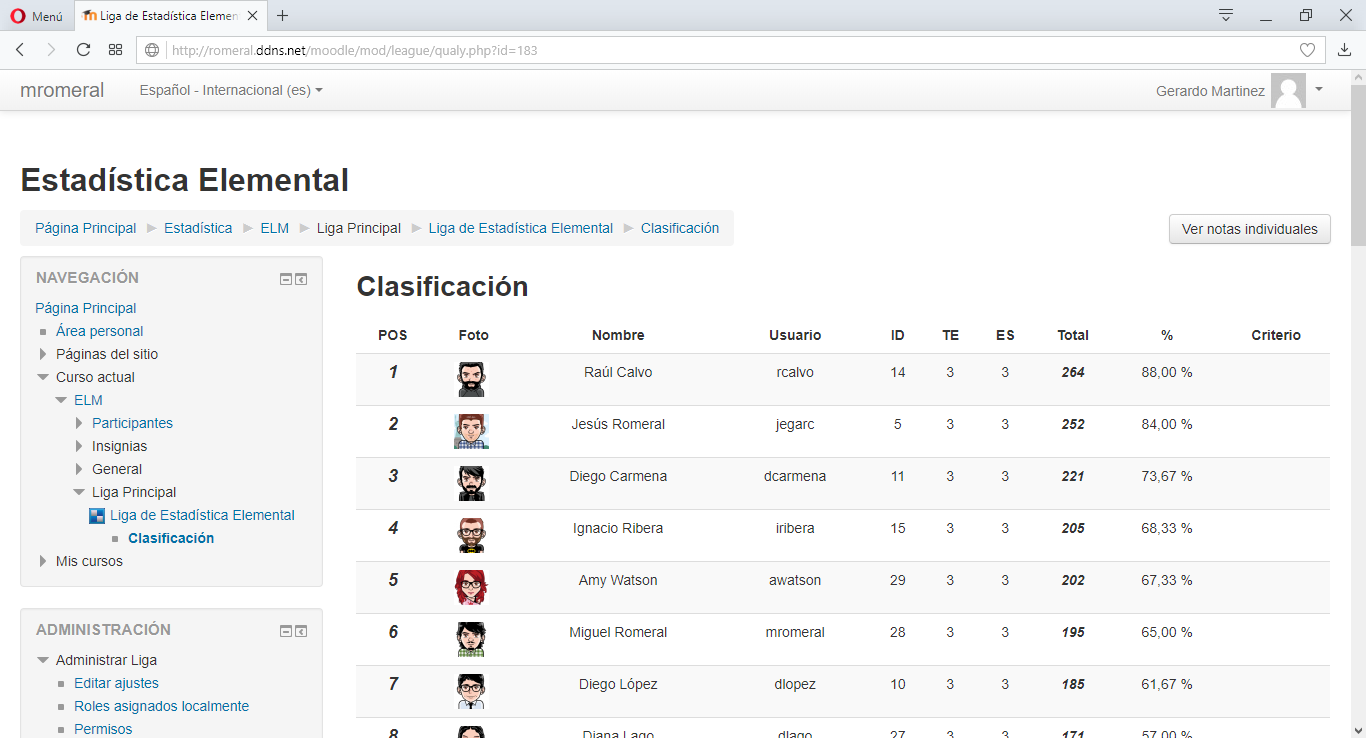 Menú
Liga de Estadística Elemen
http://romeral.ddns.net/moodle/mod/league/qualy.php?id=183
mromeral Español - Internacional (es) Gerardo Martinez
Estadística Elemental
Página Principal Estadística ELM Liga Principal Liga de Estadística Elemental Clasificación
Ver notas individuales
NAVEGACIÓN
Página Principal
Área personal
Páginas del sitio
Curso actual
ELM
Participantes
Insignias
General
Liga Principal
Liga de Estadística Elemental
Clasificación
Mis cursos
ADMINISTRACIÓN
Administrar Liga
Editar ajustes
Roles asignados localmente
Permisos
Clasificación
POS Foto Nombre Usuario ID TE ES Total % Criterio
1 Raúl Calvo rcalvo 14 3 3 264 88,00 %
2 Jesús Romeral jegarc 5 3 3 252 84,00 %
3 Diego Carmena dcarmena 11 3 3 221 73,67 %
4 Ignacio Ribera iribera 15 3 3 205 68,33 %
5 Amy Watson awatson 29 3 3 202 67,33 %
6 Miguel Romeral mromeral 28 3 3 195 65,00 %
7 Diego López dlopez 10 3 3 185 61,67 %
8 Diana Lago dlago 27 3 3 171 57,00 %